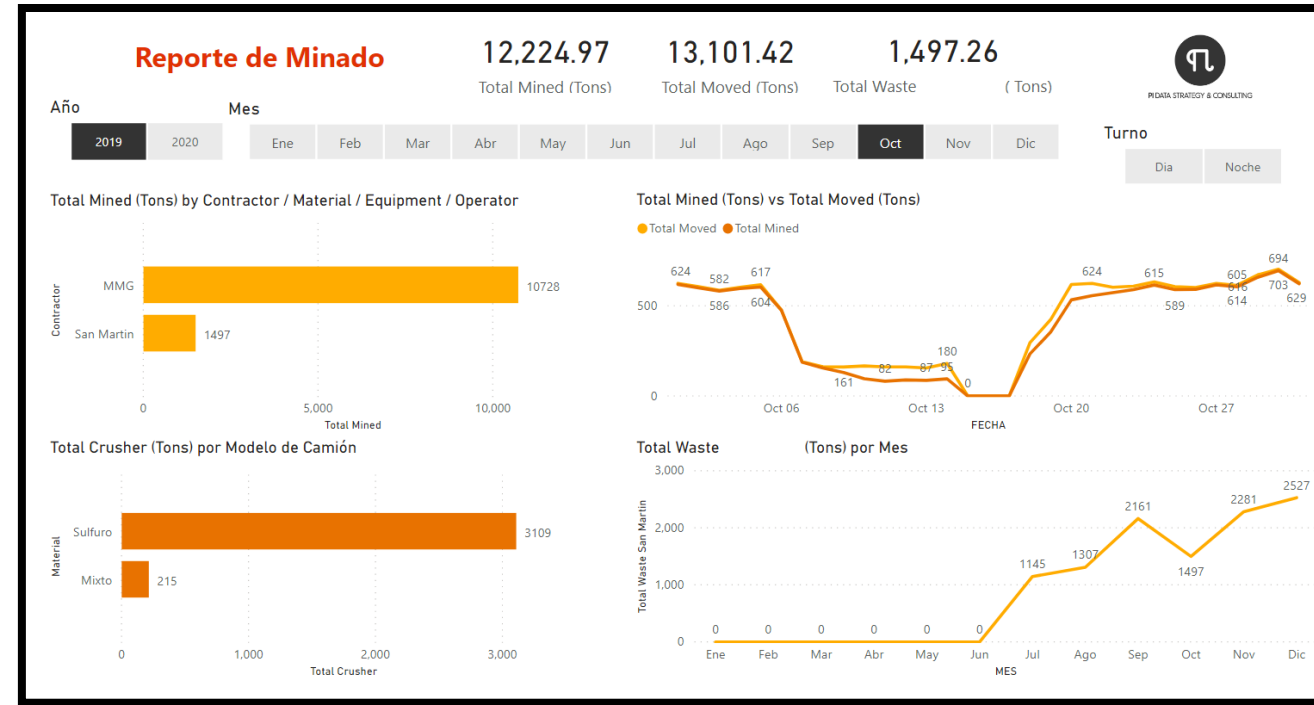 Reporte de Minado
12,224.97
Total Mined (Tons)
13,101.42
Total Moved (Tons)
1,497.26
Total Waste ( Tons)
PI DATA STRATEGY & CONSULTING
Año
2019 2020
Mes
Ene Feb Mar Abr May Jun Jul Ago Sep Oct Nov Dic
Turno
Dia Noche
Total Mined (Tons) by Contractor / Material / Equipment / Operator
Contractor
MMG 10728
San Martin 1497
0 5,000 10,000
Total Mined
Total Mined (Tons) vs Total Moved (Tons)
Total Moved Total Mined
500
0
624 582 617 624 615 605 694
586 604 161 82 87 95 180 0 589 646 614 703 629
Oct 06 Oct 13 Oct 20 Oct 27
FECHA
Total Crusher (Tons) por Modelo de Camión
Material
Sulfuro 3109
Mixto 215
0 1,000 2,000 3,000
Total Crusher
Total Waste (Tons) por Mes
Total Waste San Martin
3,000
2,000
1,000
0
0 0 0 0 0 0 1145 1307 2161 1497 2281 2527
Ene Feb Mar Abr May Jun Jul Ago Sep Oct Nov Dic
MES